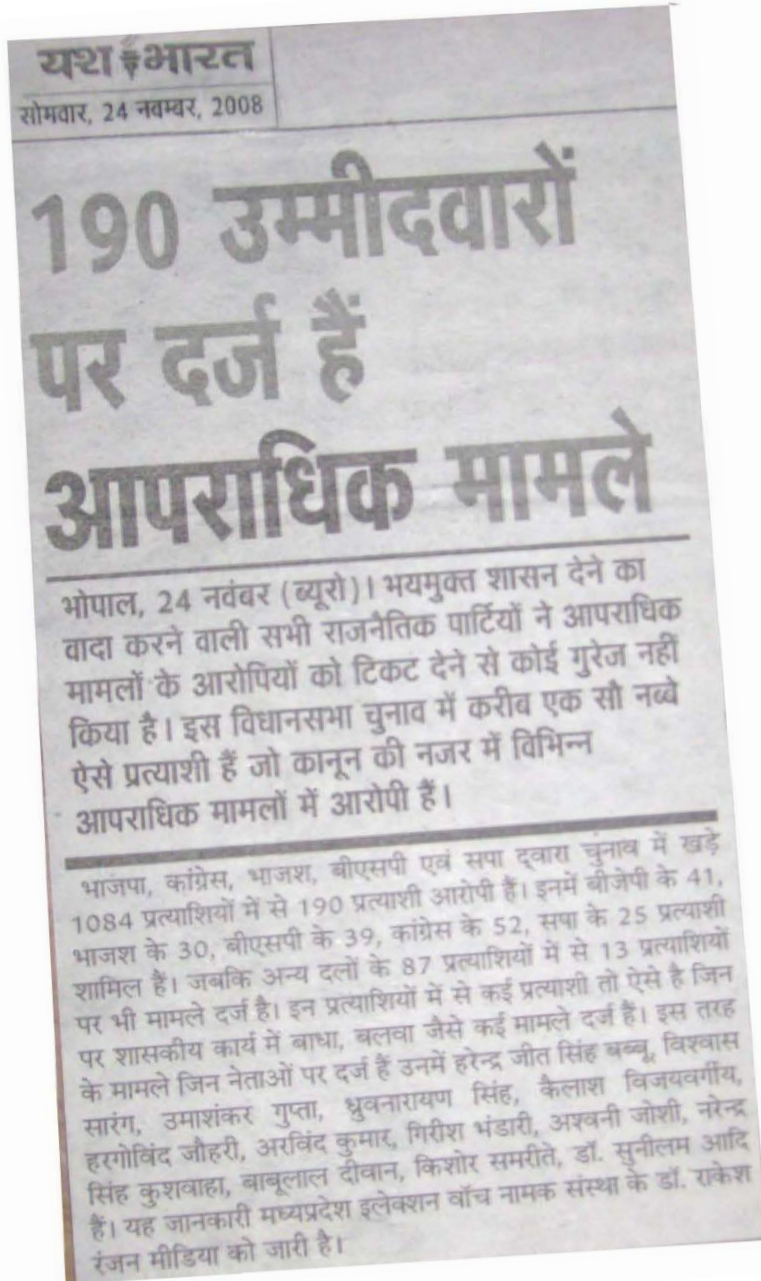 यश भारत
सोमवार, 24 नवम्बर, 2008
190 उम्मीदवारों
पर दर्ज हैं
आपराधिक मामले
भोपाल, 24 नवंबर (ब्यूरो)। भयमुक्त शासन देने का
वादा करने वाली सभी राजनैतिक पार्टियों ने आपराधिक
मामलों के आरोपियों को टिकट देने से कोई गुरेज नहीं
किया है। इस विधानसभा चुनाव में करीब एक सौ नब्बे
ऐसे प्रत्याशी हैं जो कानून की नजर में विभिन्न
आपराधिक मामलों में आरोपी हैं।
भाजपा, कांग्रेस, भाजश, बीएसपी एवं सपा द्वारा चुनाव में खड़े
1084 प्रत्याशियों में से 190 प्रत्याशी आरोपी हैं। इनमें बीजेपी के 41,
भाजश के 30, बीएसपी के 39, कांग्रेस के 52, सपा के 25 प्रत्याशी
शामिल हैं। जबकि अन्य दलों के 87 प्रत्याशियों में से 13 प्रत्याशियों
पर भी मामले दर्ज है। इन प्रत्याशियों में से कई प्रत्याशी तो ऐसे है जिन
पर शासकीय कार्य में बाधा, बलवा जैसे कई मामले दर्ज हैं। इस तरह
के मामले जिन नेताओं पर दर्ज हैं उनमें हरेन्द्र जीत सिंह बब्बू, विश्वास
सारंग, उमाशंकर गुप्ता, ध्रुवनारायण सिंह, कैलाश विजयवर्गीय,
हरगोविंद जौहरी, अरविंद कुमार, गिरीश भंडारी, अश्वनी जोशी, नरेन्द्र
सिंह कुशवाहा, बाबूलाल दीवान, किशोर समरीते, डॉ. सुनीलम आदि
हैं। यह जानकारी मध्यप्रदेश इलेक्शन वॉच नामक संस्था के डॉ. राकेश
रंजन मीडिया को जारी है।